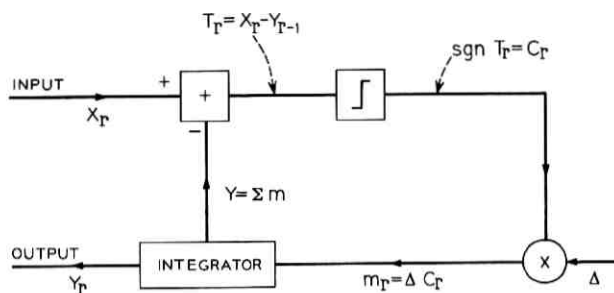 Tr = Xr - Yr-1
sgn Tr = Cr
INPUT
+
+
Xr
−
Y = Σ m
OUTPUT
INTEGRATOR
X
Yr
mr = Δ Cr
Δ